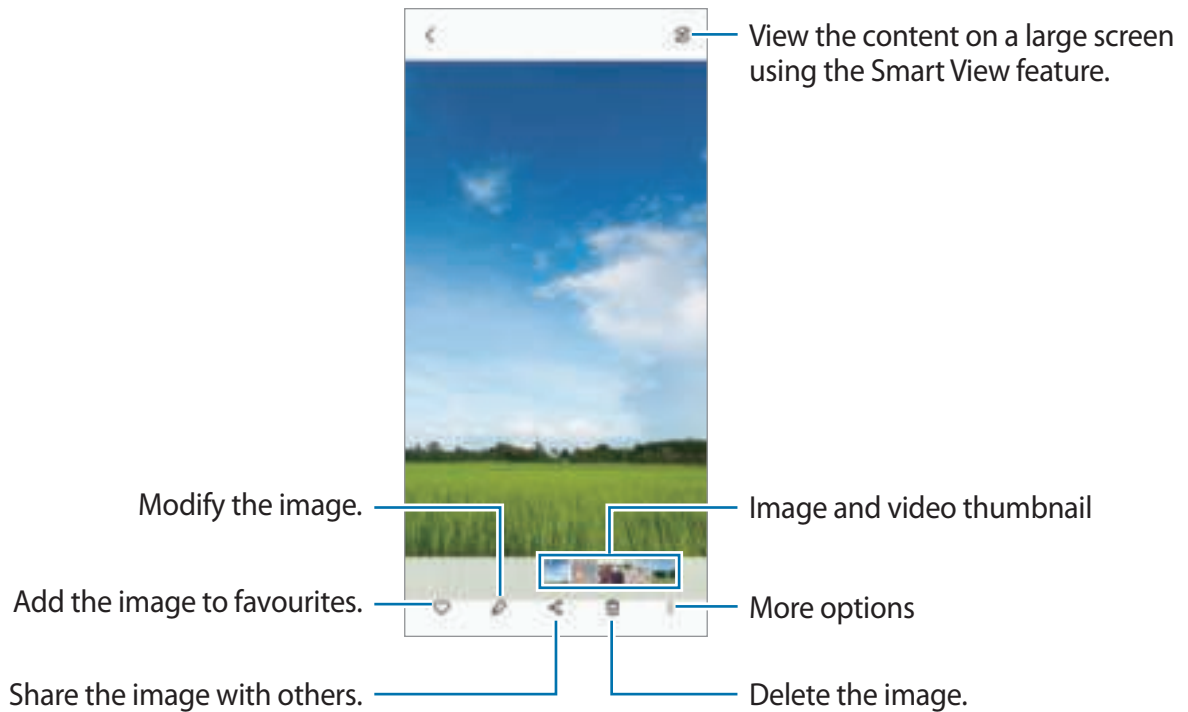 View the content on a large screen
using the Smart View feature.
Modify the image.
Image and video thumbnail
Add the image to favourites.
More options
Share the image with others.
Delete the image.